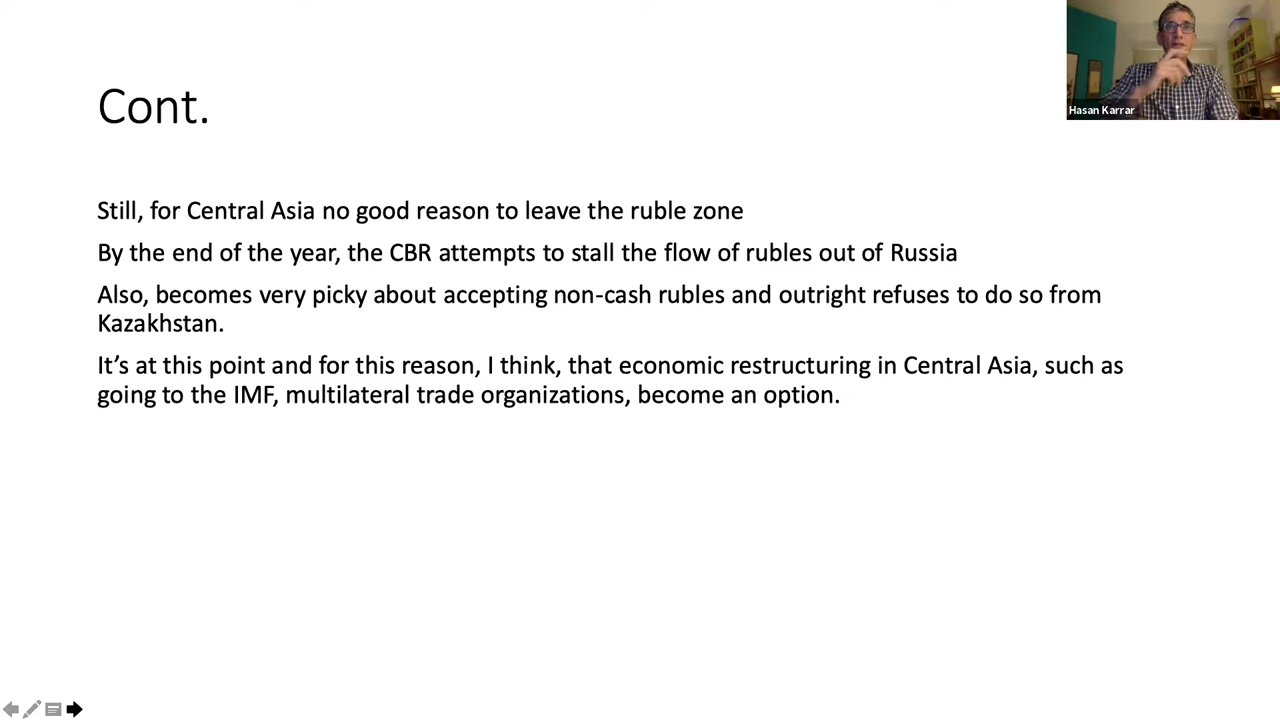 Cont.
Hasan Karrar
Still, for Central Asia no good reason to leave the ruble zone
By the end of the year, the CBR attempts to stall the flow of rubles out of Russia
Also, becomes very picky about accepting non-cash rubles and outright refuses to do so from
Kazakhstan.
It’s at this point and for this reason, I think, that economic restructuring in Central Asia, such as
going to the IMF, multilateral trade organizations, become an option.